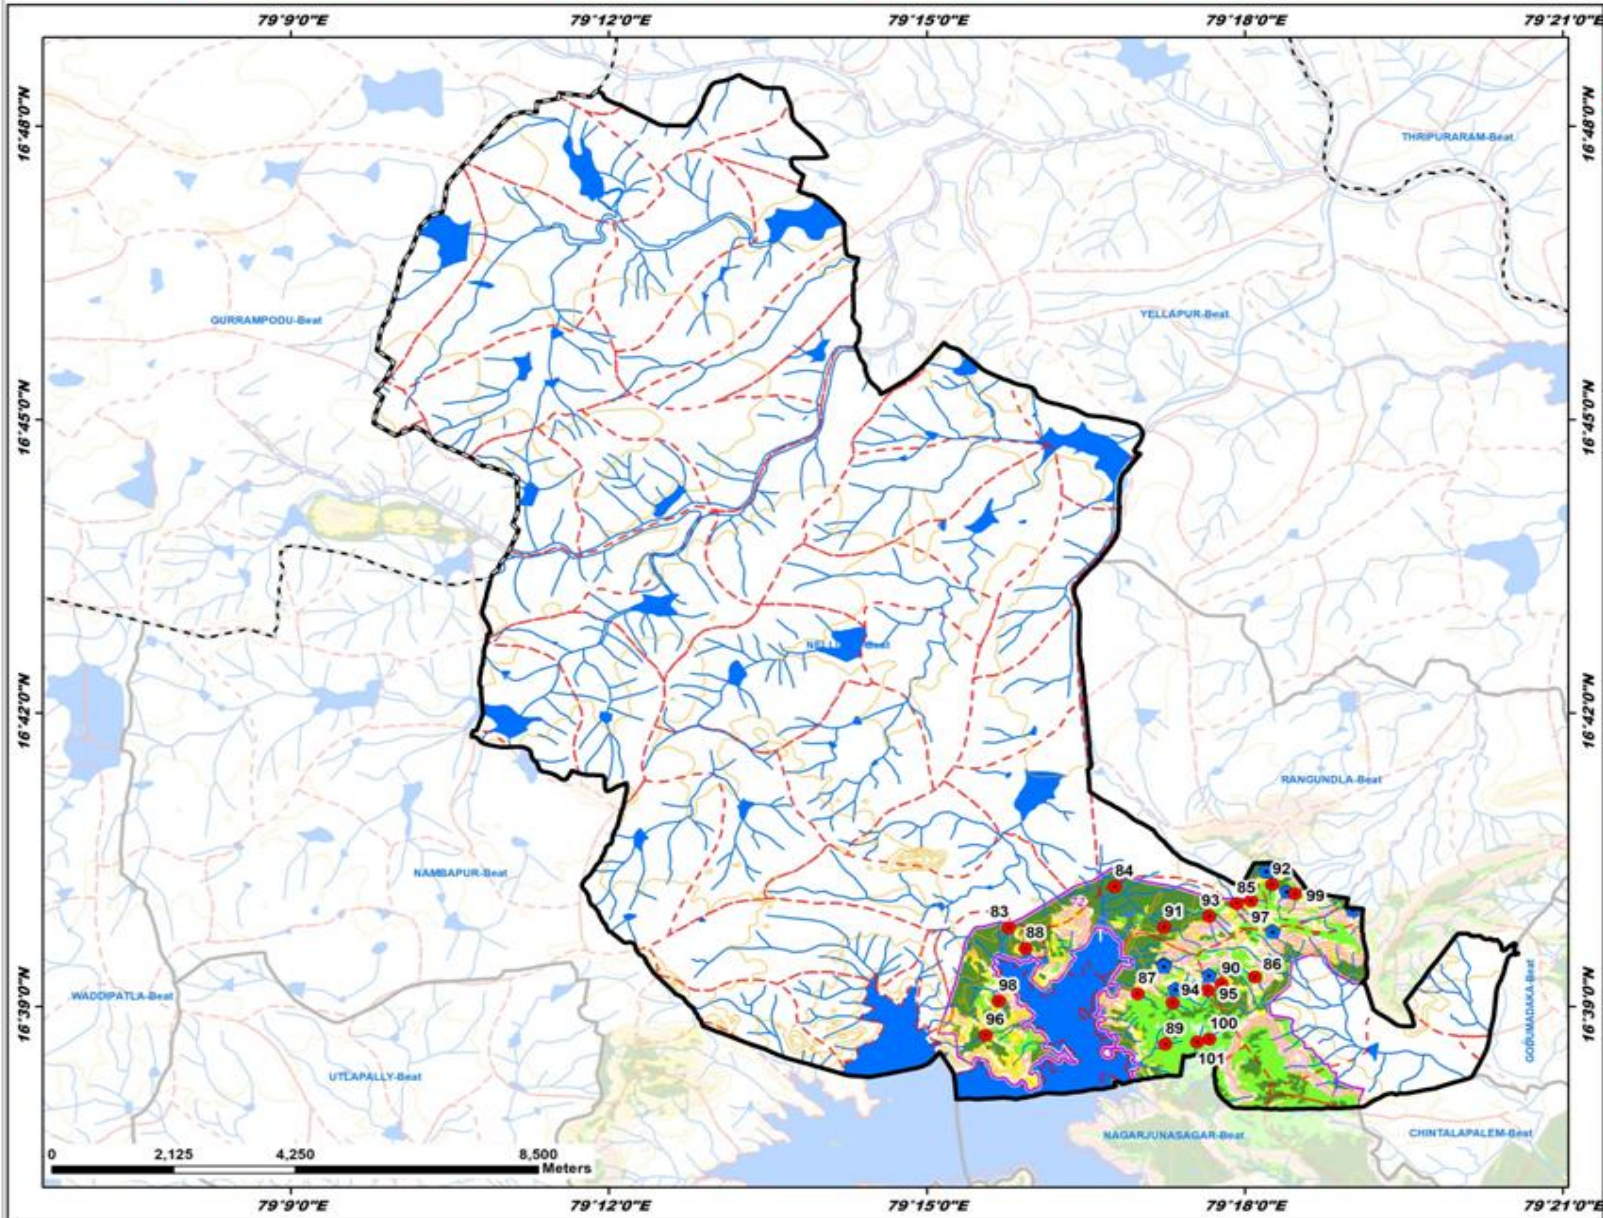 79°9'0"E 79°12'0"E 79°15'0"E 79°18'0"E 79°21'0"E
16°48'0"N 16°48'0"N
THRIPURARAM-Beat
GURRAMPODU-Beat
YELLAPUR-Beat
16°45'0"N 16°45'0"N
16°42'0"N 16°42'0"N
RANGUNDLA-Beat
NAMBAPUR-Beat
84
92
85
99
83
91
93
97
88
86
90
87
98
94
95
WADDIPATLA-Beat
GODUMADAKA-Beat
16°39'0"N 16°39'0"N
96
89
100
101
UTLAPALLY-Beat
NAGARJUNASAGAR-Beat
CHINTALAPALEM-Beat
0 2,125 4,250 8,500
Meters
79°9'0"E 79°12'0"E 79°15'0"E 79°18'0"E 79°21'0"E